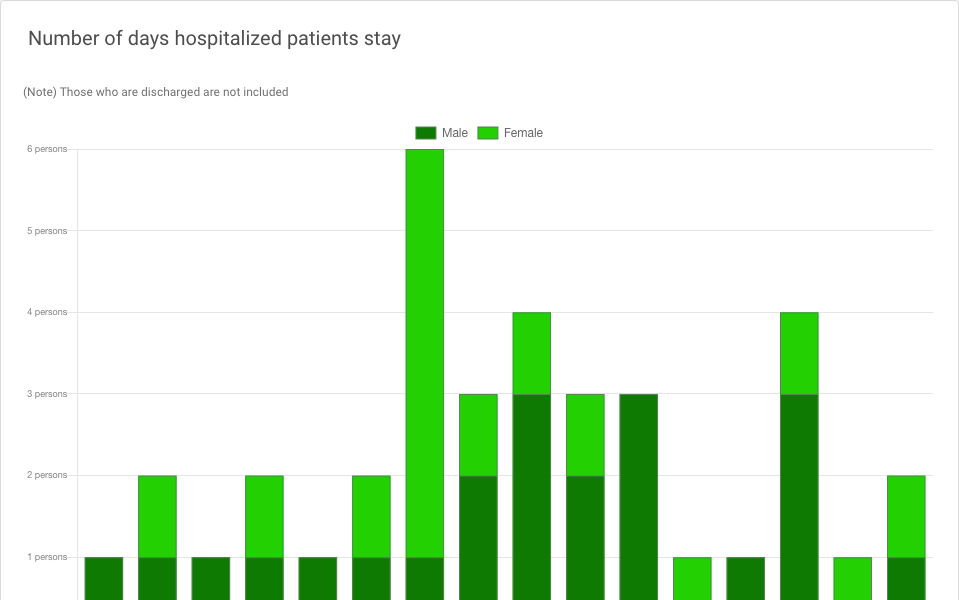 Number of days hospitalized patients stay
(Note) Those who are discharged are not included
Male Female
6 persons
5 persons
4 persons
3 persons
2 persons
1 persons